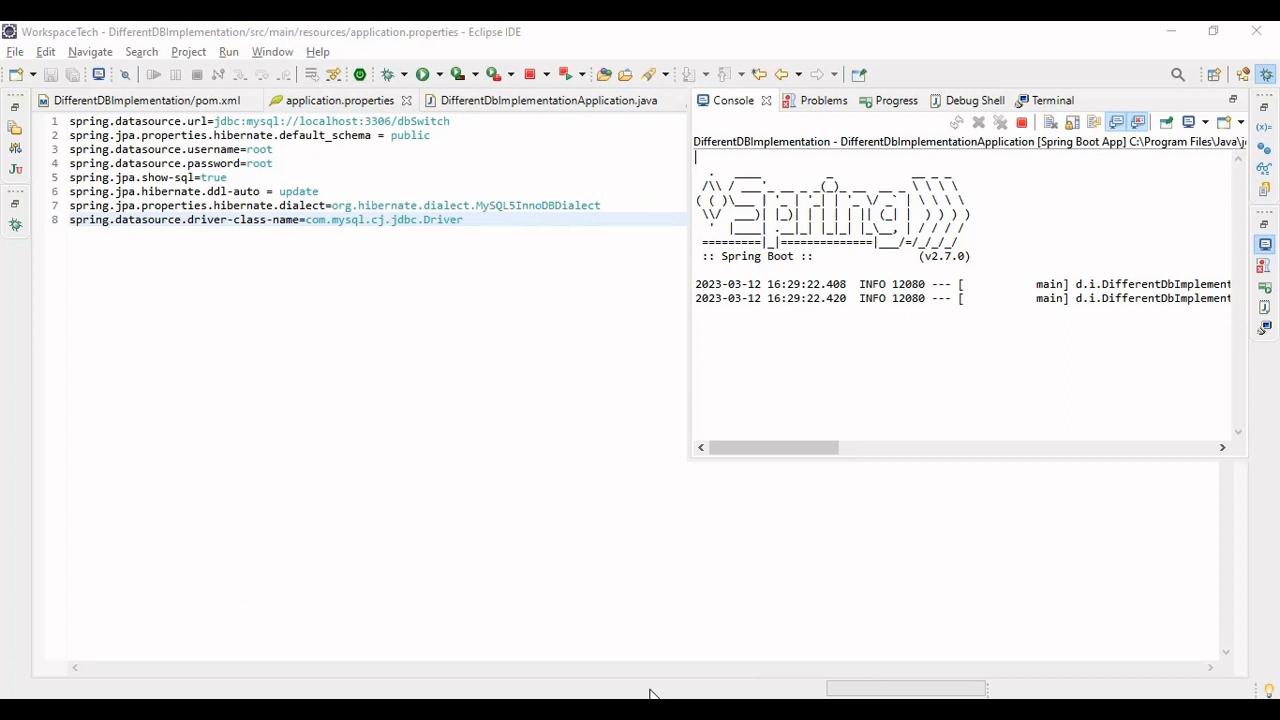 WorkspaceTech - DifferentDBImplementation/src/main/resources/application.properties - Eclipse IDE
File Edit Navigate Search Project Run Window Help
DifferentDBImplementation/pom.xml application.properties DifferentDbImplementationApplication.java
1 spring.datasource.url=jdbc:mysql://localhost:3306/dbSwitch
2 spring.jpa.properties.hibernate.default_schema = public
3 spring.datasource.username=root
4 spring.datasource.password=root
5 spring.jpa.show-sql=true
6 spring.jpa.hibernate.ddl-auto = update
7 spring.jpa.properties.hibernate.dialect=org.hibernate.dialect.MySQL5InnoDBDialect
8 spring.datasource.driver-class-name=com.mysql.cj.jdbc.Driver
Console Problems Progress Debug Shell Terminal
DifferentDBImplementation - DifferentDbImplementationApplication [Spring Boot App] C:\Program Files\Java\j
Spring
:: Spring Boot :: (v2.7.0)
2023-03-12 16:29:22.408 INFO 12080 --- [ main] d.i.DifferentDbImplement
2023-03-12 16:29:22.420 INFO 12080 --- [ main] d.i.DifferentDbImplement